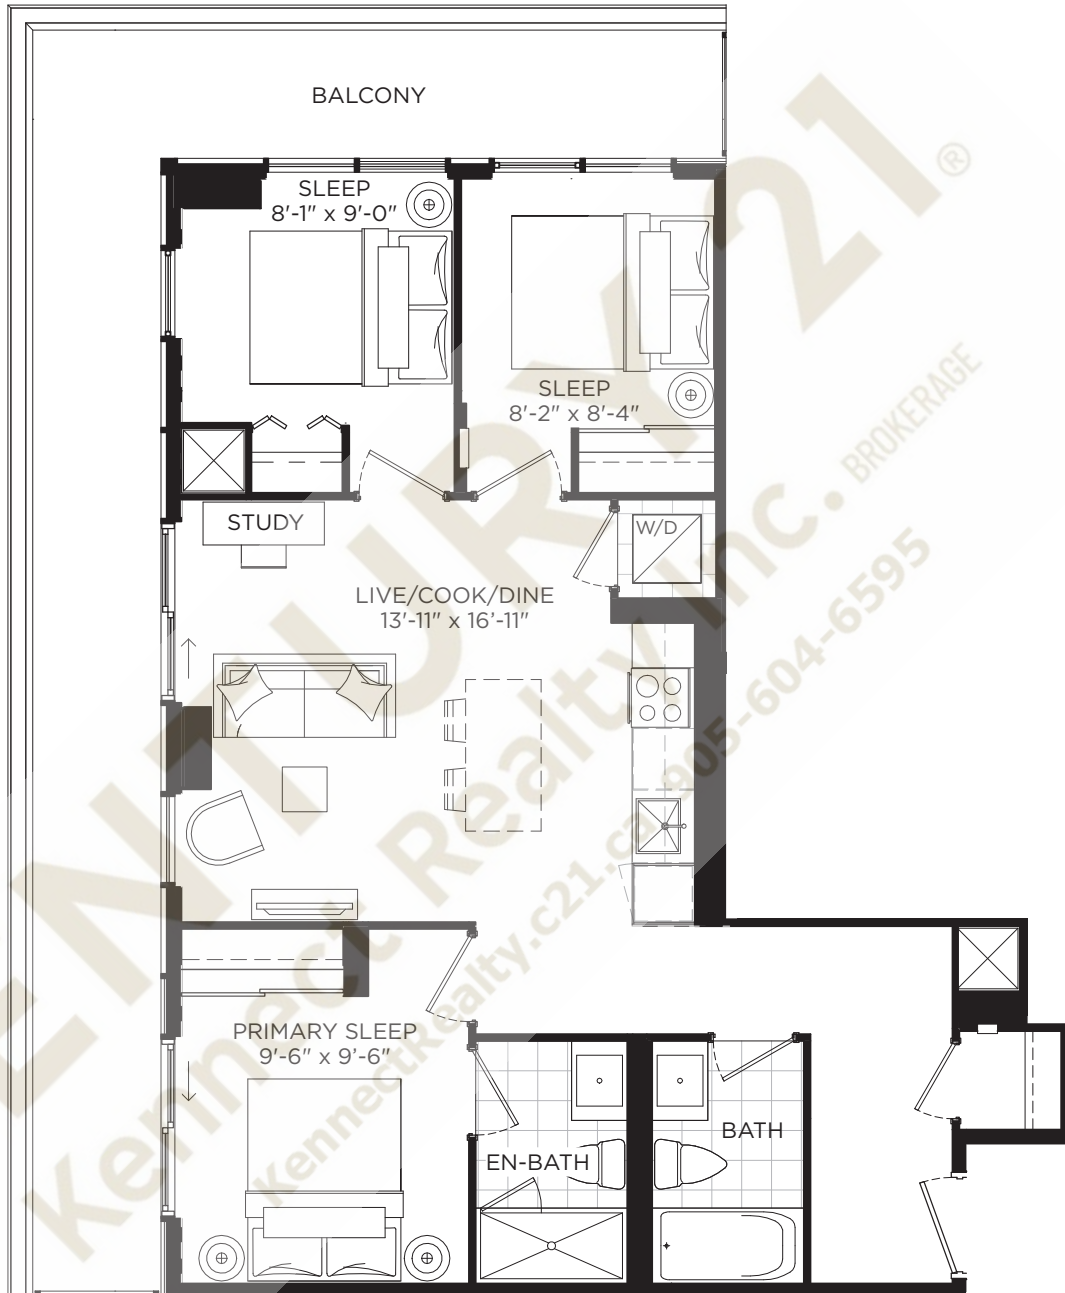 BALCONY
SLEEP
8'-1" x 9'-0"
SLEEP
8'-2" x 8'-4"
STUDY
W/D
LIVE/COOK/DINE
13'-11" x 16'-11"
PRIMARY SLEEP
9'-6" x 9'-6"
EN-BATH
BATH
ENTURY 21®
Kennect Realty Inc. BROKERAGE
KennectRealty.c21.ca 905-604-6595